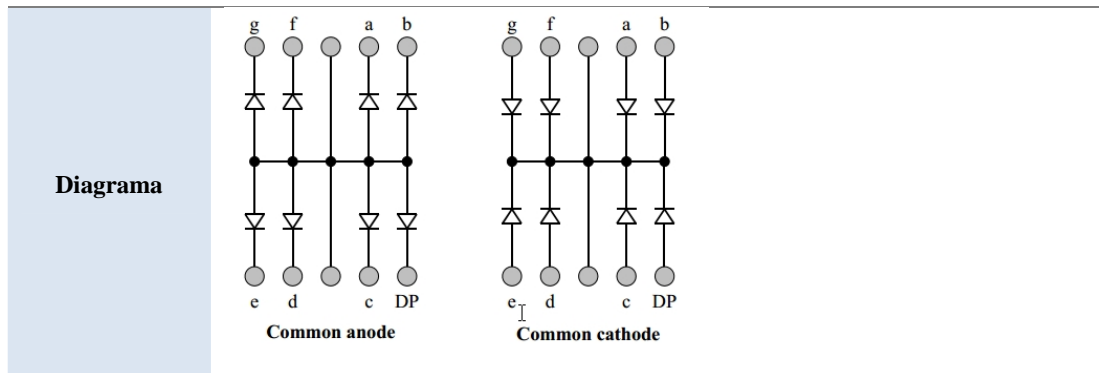 g f a b g f a b
Diagrama
e d c DP e d c DP
Common anode Common cathode